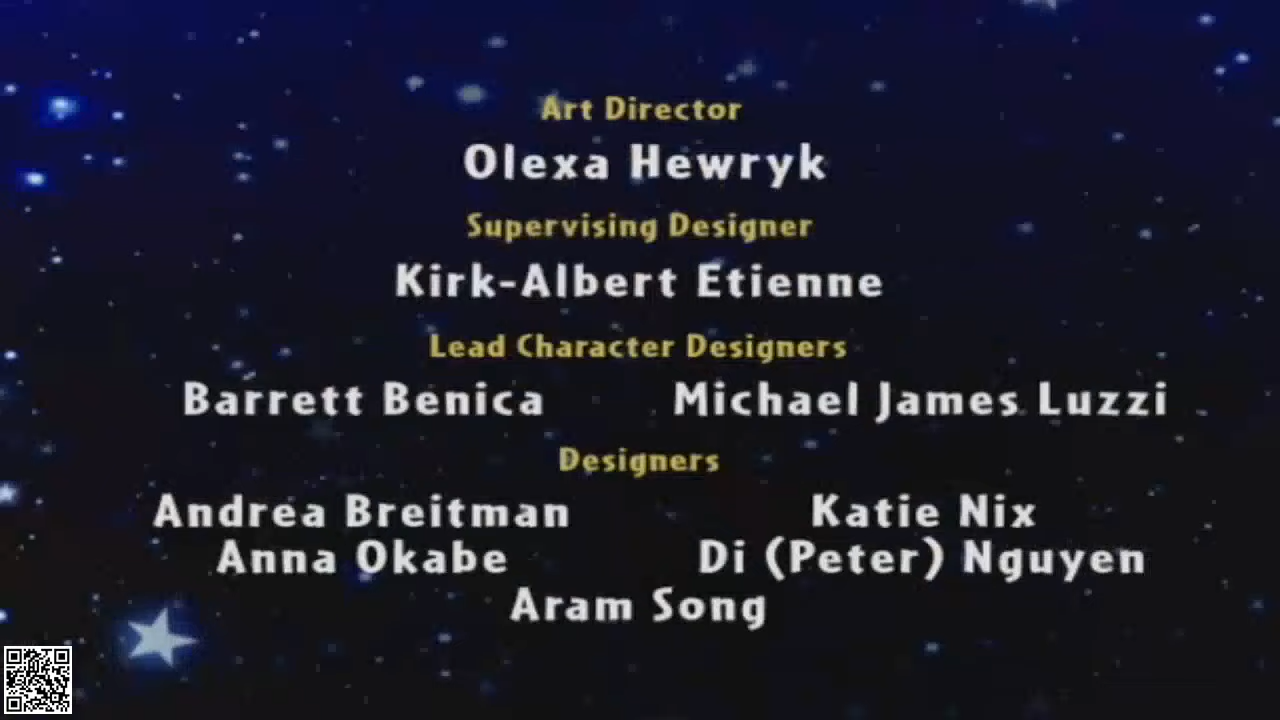 Art Director
Olexa Hewryk
Supervising Designer
Kirk-Albert Etienne
Lead Character Designers
Barrett Benica Michael James Luzzi
Designers
Andrea Breitman Katie Nix
Anna Okabe Di (Peter) Nguyen
Aram Song